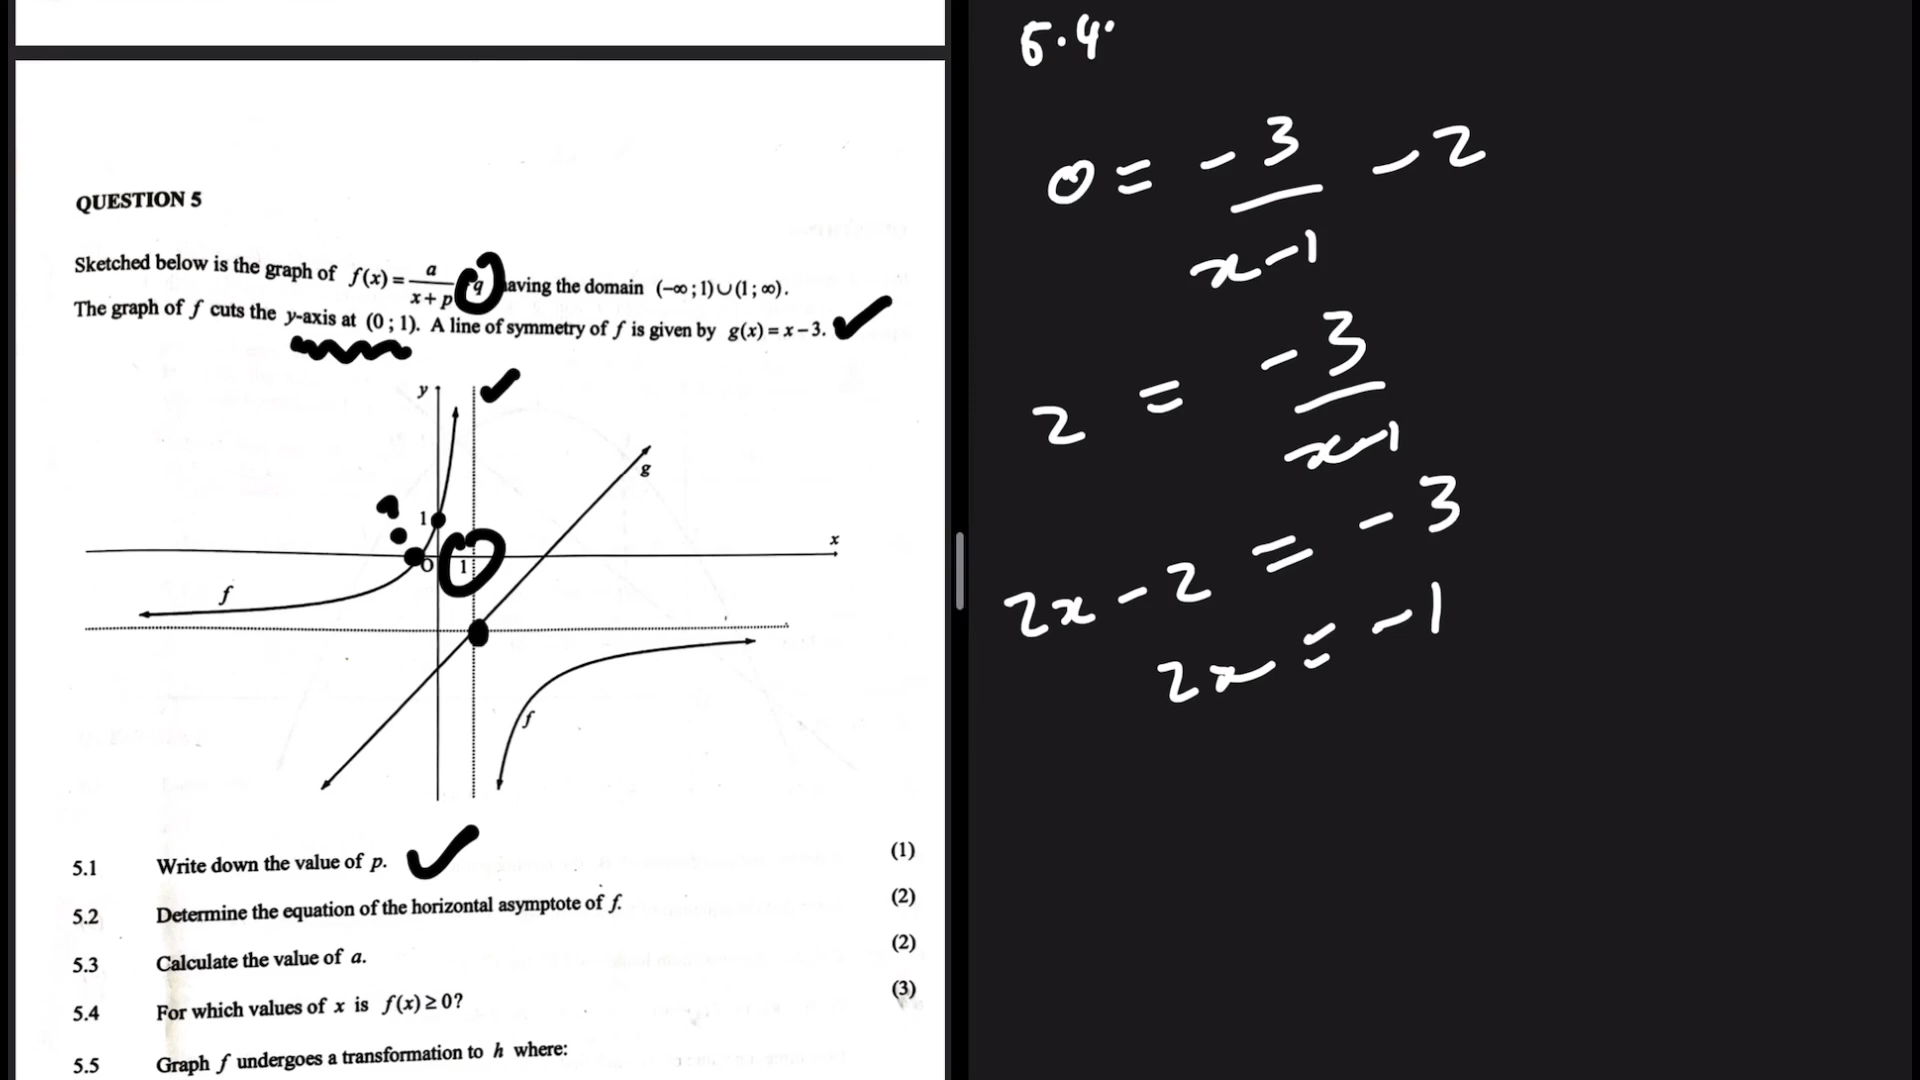 QUESTION 5
Sketched below is the graph of f(x) = a/(x + p) q having the domain (−∞ ; 1) ∪ (1 ; ∞).
The graph of f cuts the y-axis at (0 ; 1). A line of symmetry of f is given by g(x) = x − 3.
y
g
1
x
0
1
f
f
5.1 Write down the value of p. (1)
5.2 Determine the equation of the horizontal asymptote of f. (2)
5.3 Calculate the value of a. (2)
5.4 For which values of x is f(x) ≥ 0? (3)
5.5 Graph f undergoes a transformation to h where:
5.4
0 = −3/(x−1) − 2
2 = −3/(x−1)
2x − 2 = −3
2x = −1